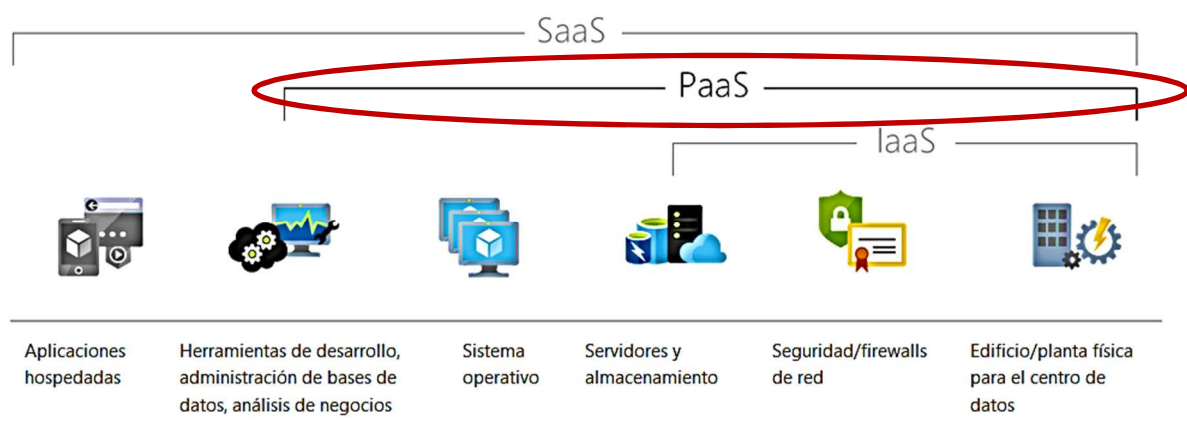 SaaS
PaaS
IaaS
Aplicaciones
hospedadas
Herramientas de desarrollo,
administración de bases de
datos, análisis de negocios
Sistema
operativo
Servidores y
almacenamiento
Seguridad/firewalls
de red
Edificio/planta física
para el centro de
datos